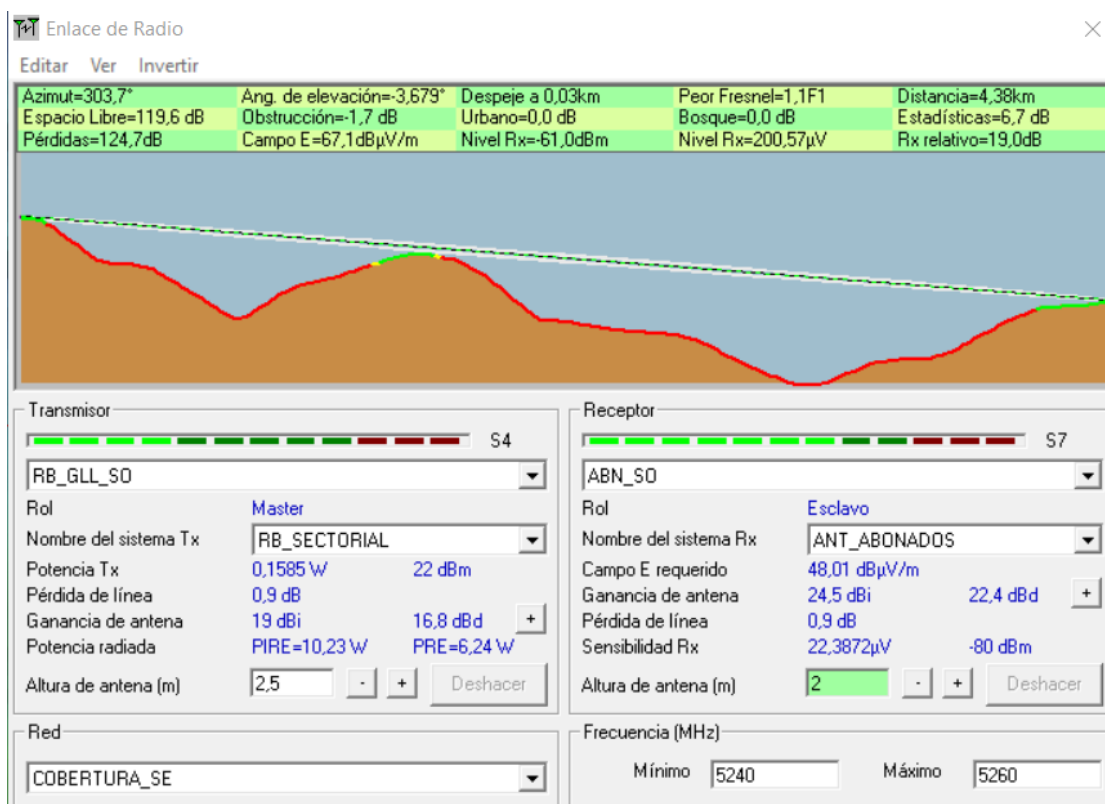 Enlace de Radio
Editar Ver Invertir
Azimut=303,7° Ang. de elevación=-3,679° Despeje a 0,03km Peor Fresnel=1,1F1 Distancia=4,38km
Espacio Libre=119,6 dB Obstrucción=-1,7 dB Urbano=0,0 dB Bosque=0,0 dB Estadísticas=6,7 dB
Pérdidas=124,7dB Campo E=67,1dBµV/m Nivel Rx=-61,0dBm Nivel Rx=200,57µV Rx relativo=19,0dB
Transmisor
S4
RB_GLL_SO
Rol Master
Nombre del sistema Tx RB_SECTORIAL
Potencia Tx 0,1585 W 22 dBm
Pérdida de línea 0,9 dB
Ganancia de antena 19 dBi 16,8 dBd +
Potencia radiada PIRE=10,23 W PRE=6,24 W
Altura de antena (m) 2,5 - + Deshacer
Receptor
S7
ABN_SO
Rol Esclavo
Nombre del sistema Rx ANT_ABONADOS
Campo E requerido 48,01 dBµV/m
Ganancia de antena 24,5 dBi 22,4 dBd +
Pérdida de línea 0,9 dB
Sensibilidad Rx 22,3872µV -80 dBm
Altura de antena (m) 2 - + Deshacer
Red
COBERTURA_SE
Frecuencia (MHz)
Mínimo 5240 Máximo 5260